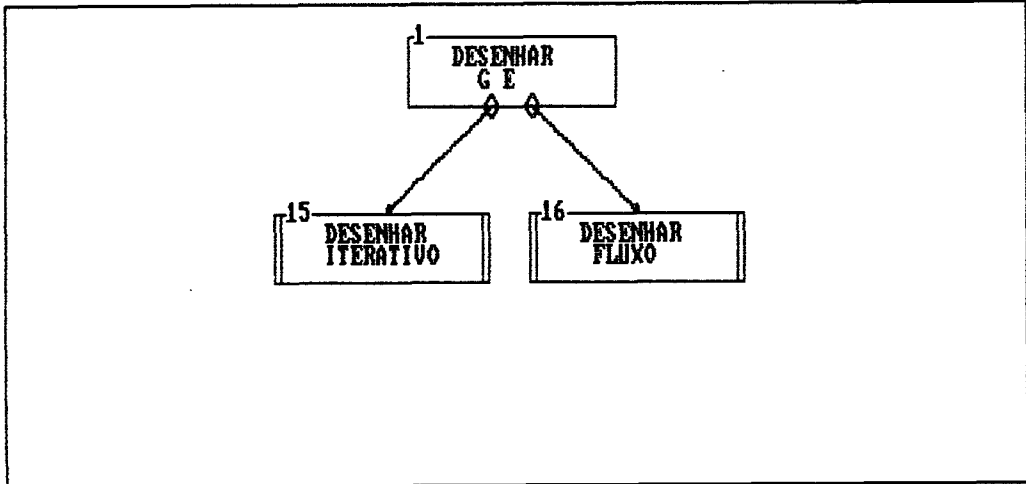 1
DESENHAR
G E
15
DESENHAR
ITERATIVO
16
DESENHAR
FLUXO